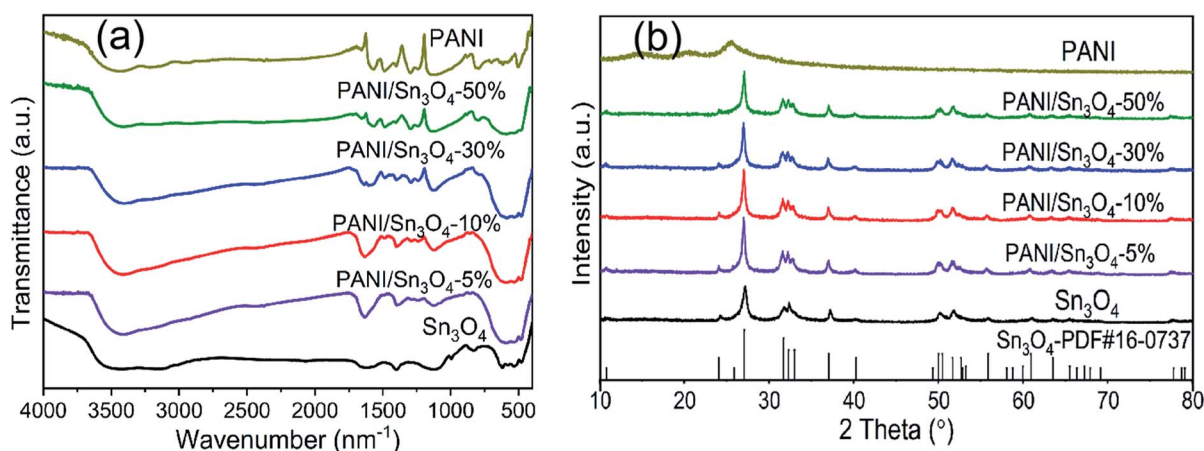 (a)
PANI
PANI/Sn₃O₄-50%
PANI/Sn₃O₄-30%
PANI/Sn₃O₄-10%
PANI/Sn₃O₄-5%
Sn₃O₄
Transmittance (a.u.)
4000 3500 3000 2500 2000 1500 1000 500
Wavenumber (nm⁻¹)
(b)
PANI
PANI/Sn₃O₄-50%
PANI/Sn₃O₄-30%
PANI/Sn₃O₄-10%
PANI/Sn₃O₄-5%
Sn₃O₄
Sn₃O₄-PDF#16-0737
Intensity (a.u.)
10 20 30 40 50 60 70 80
2 Theta (°)